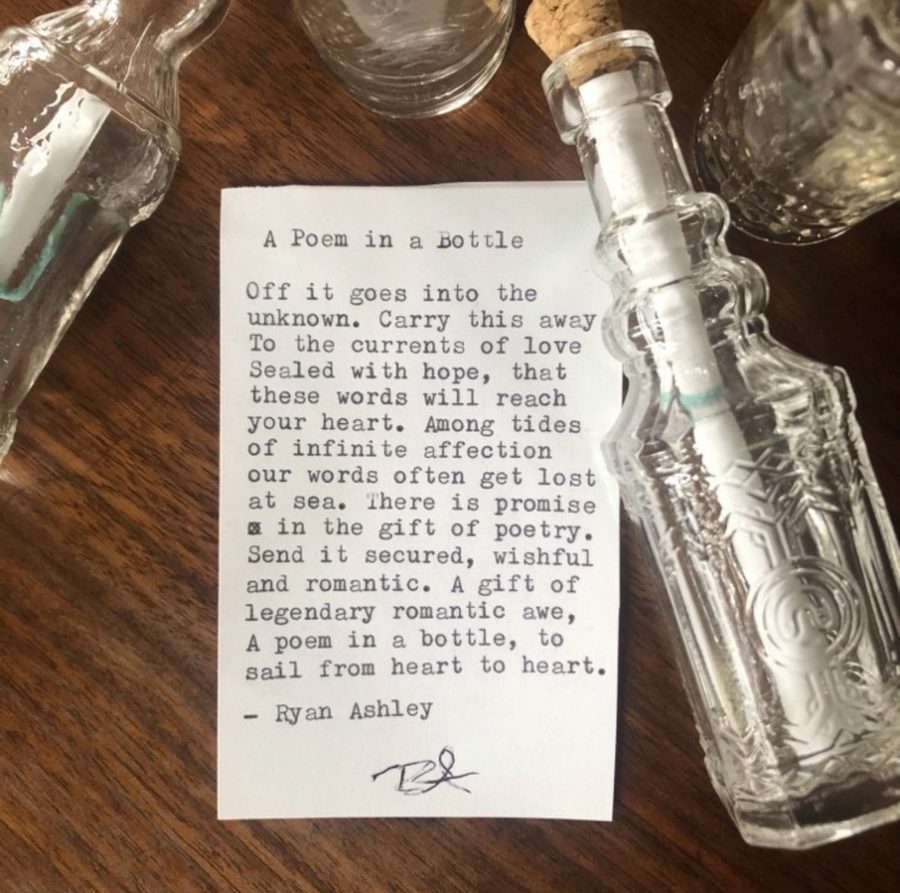 A Poem in a Bottle
Off it goes into the
unknown. Carry this away
To the currents of love
Sealed with hope, that
these words will reach
your heart. Among tides
of infinite affection
our words often get lost
at sea. There is promise
in the gift of poetry.
Send it secured, wishful
and romantic. A gift of
legendary romantic awe,
A poem in a bottle, to
sail from heart to heart.
- Ryan Ashley